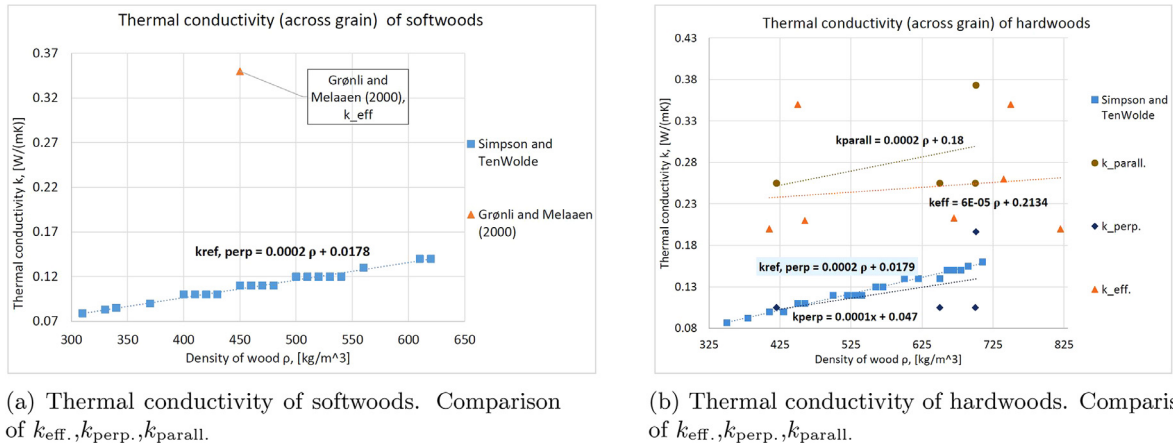 Thermal conductivity (across grain) of softwoods
Thermal conductivity k, [W/(mK)]
0.37
0.32
0.27
0.22
0.17
0.12
0.07
Grønli and
Melaaen (2000),
k_eff
kref, perp = 0.0002 ρ + 0.0178
300 350 400 450 500 550 600 650
Density of wood ρ, [kg/m^3]
Simpson and
TenWolde
Grønli and Melaaen
(2000)
(a) Thermal conductivity of softwoods. Comparison
of keff.,kperp.,kparall.
Thermal conductivity (across grain) of hardwoods
Thermal conductivity k, [W/(mK)]
0.43
0.38
0.33
0.28
0.23
0.18
0.13
0.08
kparall = 0.0002 ρ + 0.18
keff = 6E-05 ρ + 0.2134
kref, perp = 0.0002 ρ + 0.0179
kperp = 0.0001x + 0.047
325 425 525 625 725 825
Density of wood ρ, [kg/m^3]
Simpson and
TenWolde
k_parall.
k_perp.
k_eff.
(b) Thermal conductivity of hardwoods. Comparis
of keff.,kperp.,kparall.